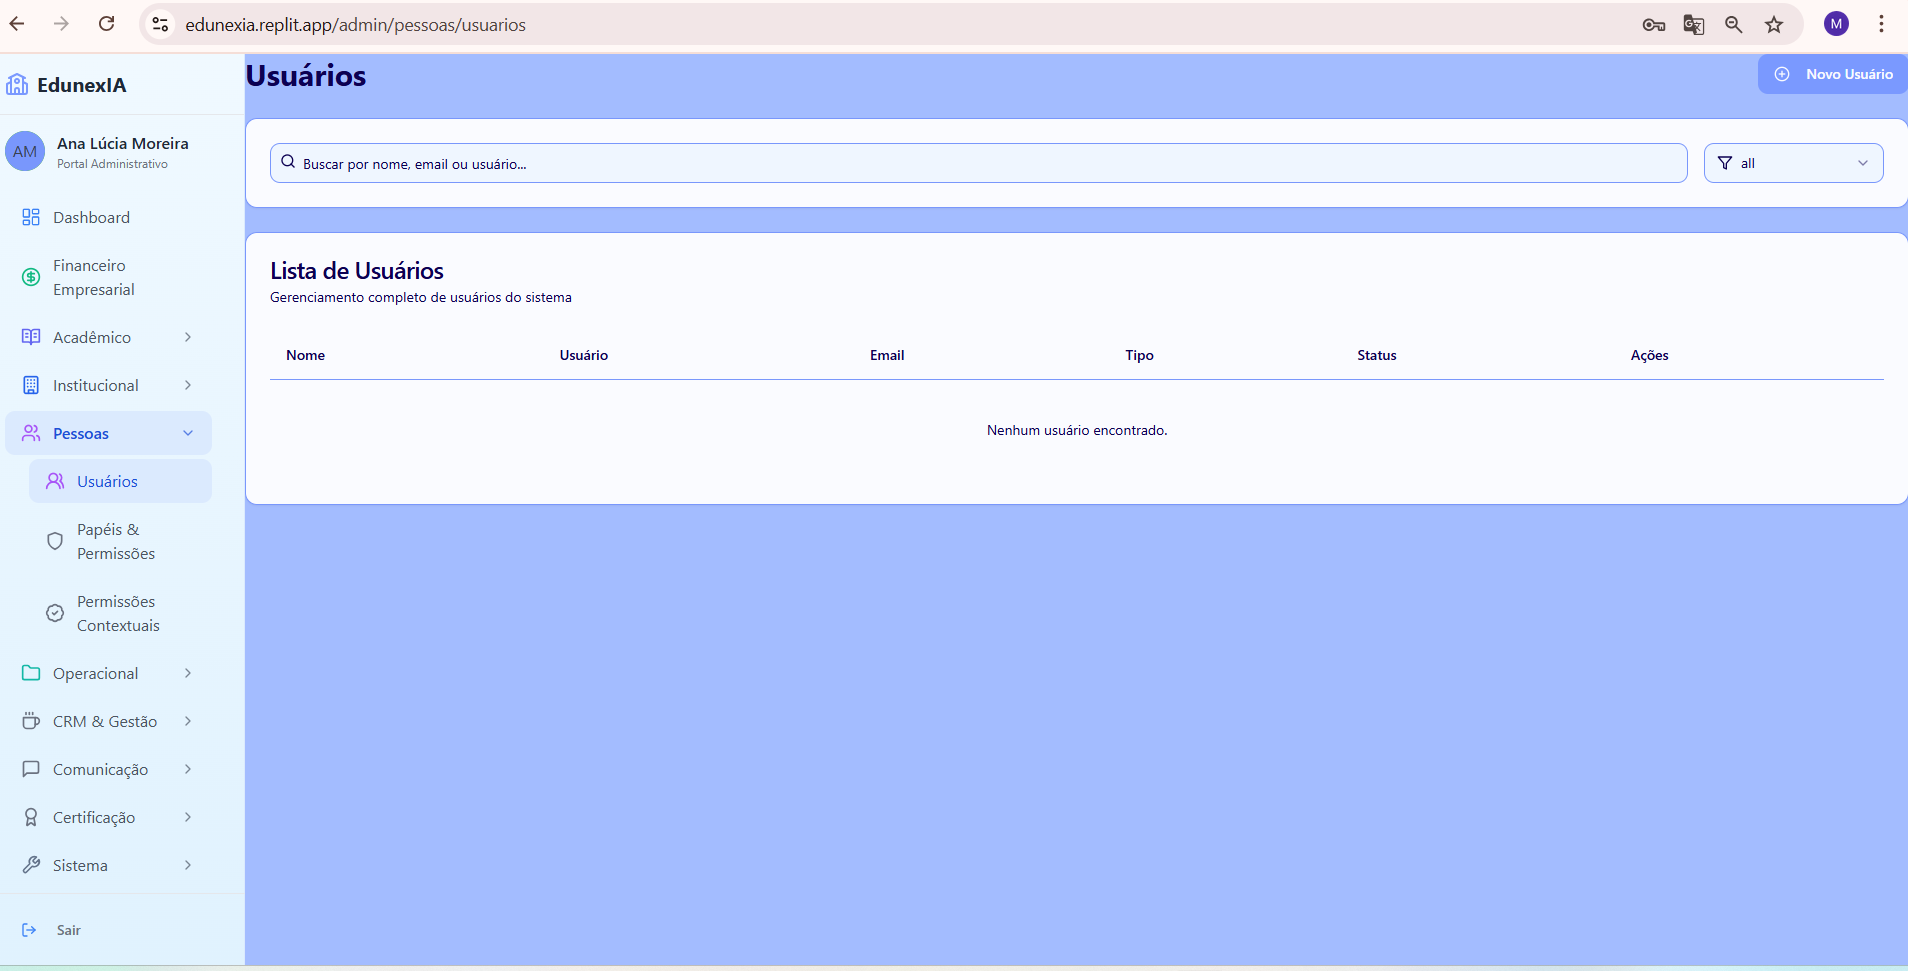 edunexia.replit.app/admin/pessoas/usuarios
M
EdunexIA
AM
Ana Lúcia Moreira
Portal Administrativo
Dashboard
Financeiro
Empresarial
Acadêmico
Institucional
Pessoas
Usuários
Papéis &
Permissões
Permissões
Contextuais
Operacional
CRM & Gestão
Comunicação
Certificação
Sistema
Sair
Usuários
Novo Usuário
Buscar por nome, email ou usuário...
all
Lista de Usuários
Gerenciamento completo de usuários do sistema
Nome Usuário Email Tipo Status Ações
Nenhum usuário encontrado.